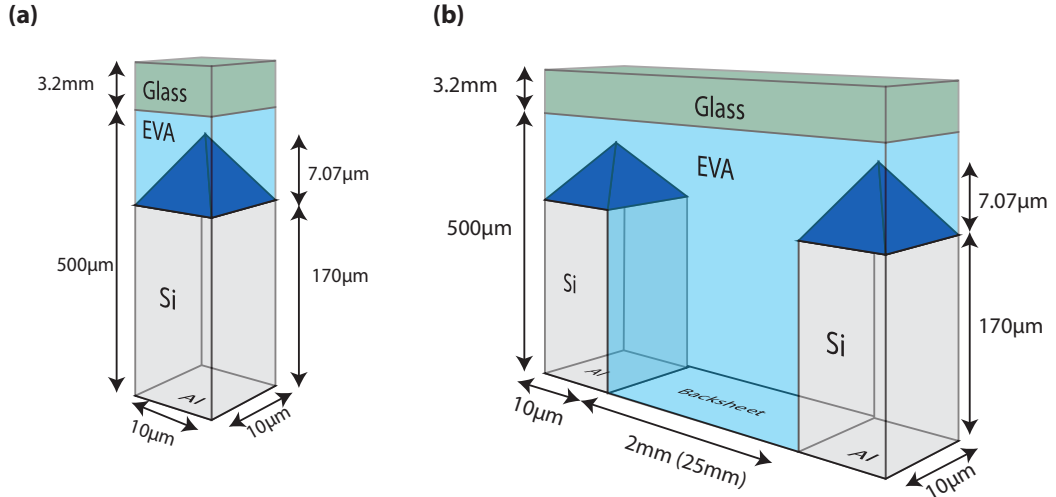 (a)
3.2mm
Glass
EVA
7.07µm
500µm
Si
170µm
Al
10µm
10µm
(b)
3.2mm
Glass
EVA
7.07µm
500µm
Si
Si
170µm
Al
Backsheet
Al
10µm
2mm (25mm)
10µm